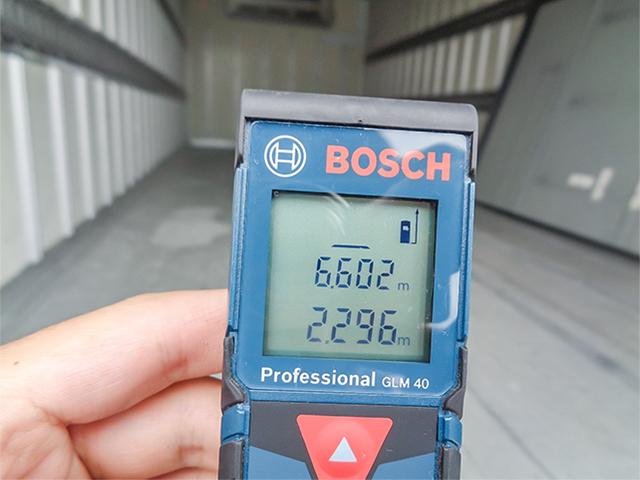 BOSCH
6.602 m
2.296 m
Professional GLM 40